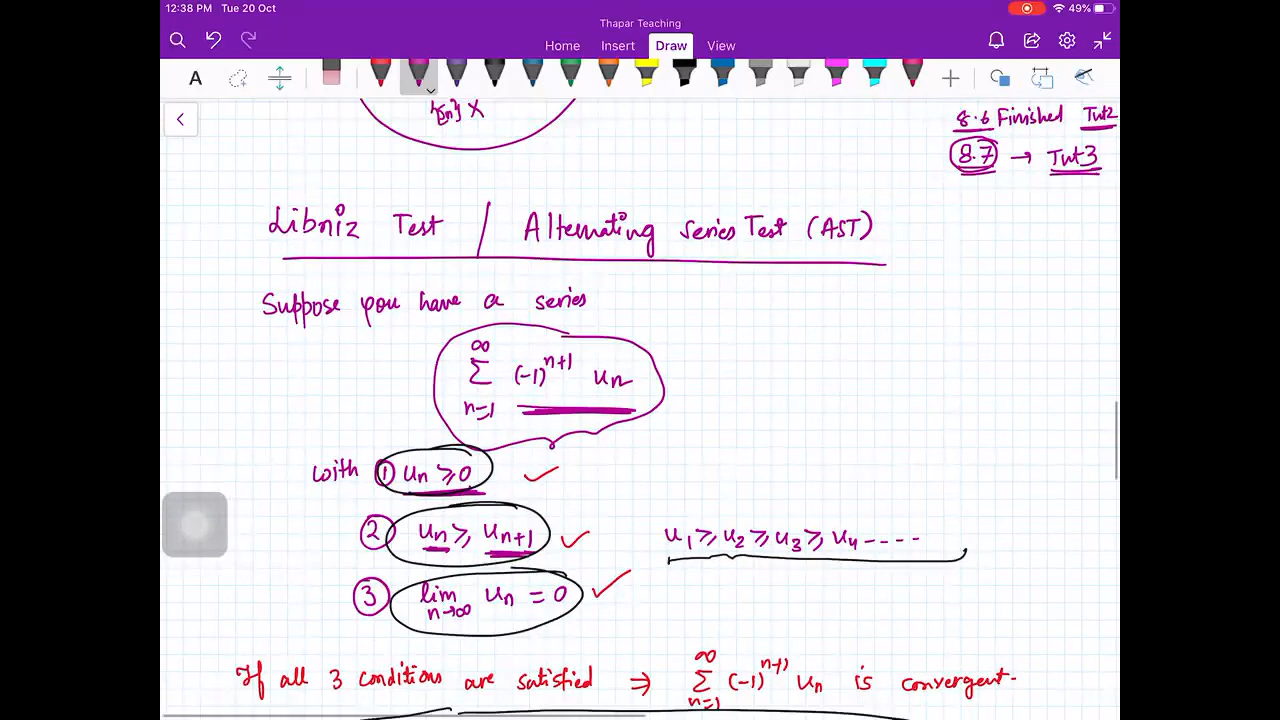 12:38 PM Tue 20 Oct
49%
Thapar Teaching
Home Insert Draw View
A
{Sn} X
8.6 Finished Tut2
8.7 → Tut3
Libniz Test / Alternating series Test (AST)
Suppose you have a series
∞
∑ (-1)^{n+1} un
n=1
with ① un ≥ 0 ✓
② un ≥ un+1 ✓ u1 ≥ u2 ≥ u3 ≥ u4 ----
③ lim un = 0 ✓
n→∞
If all 3 conditions are satisfied ⇒ ∑ (-1)^{n+1} un is convergent.
∞
n=1